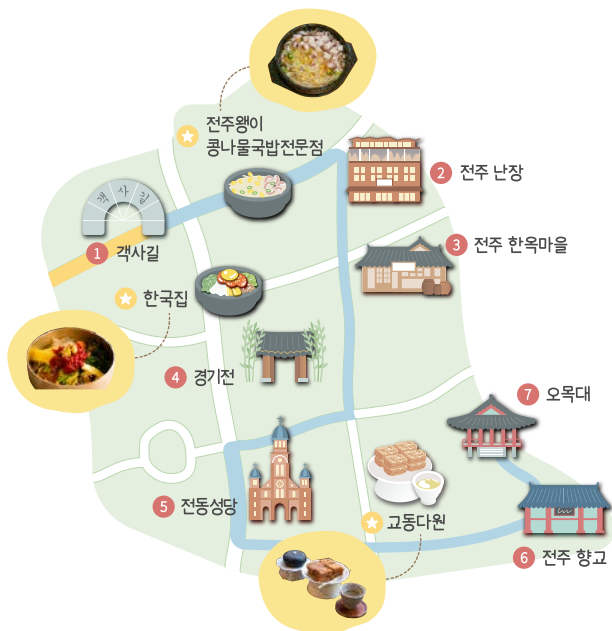 전주왱이
콩나물국밥전문점
2 전주 난장
객사길
1 객사길
3 전주 한옥마을
한국집
4 경기전
7 오목대
5 전동성당
교동다원
6 전주 향교